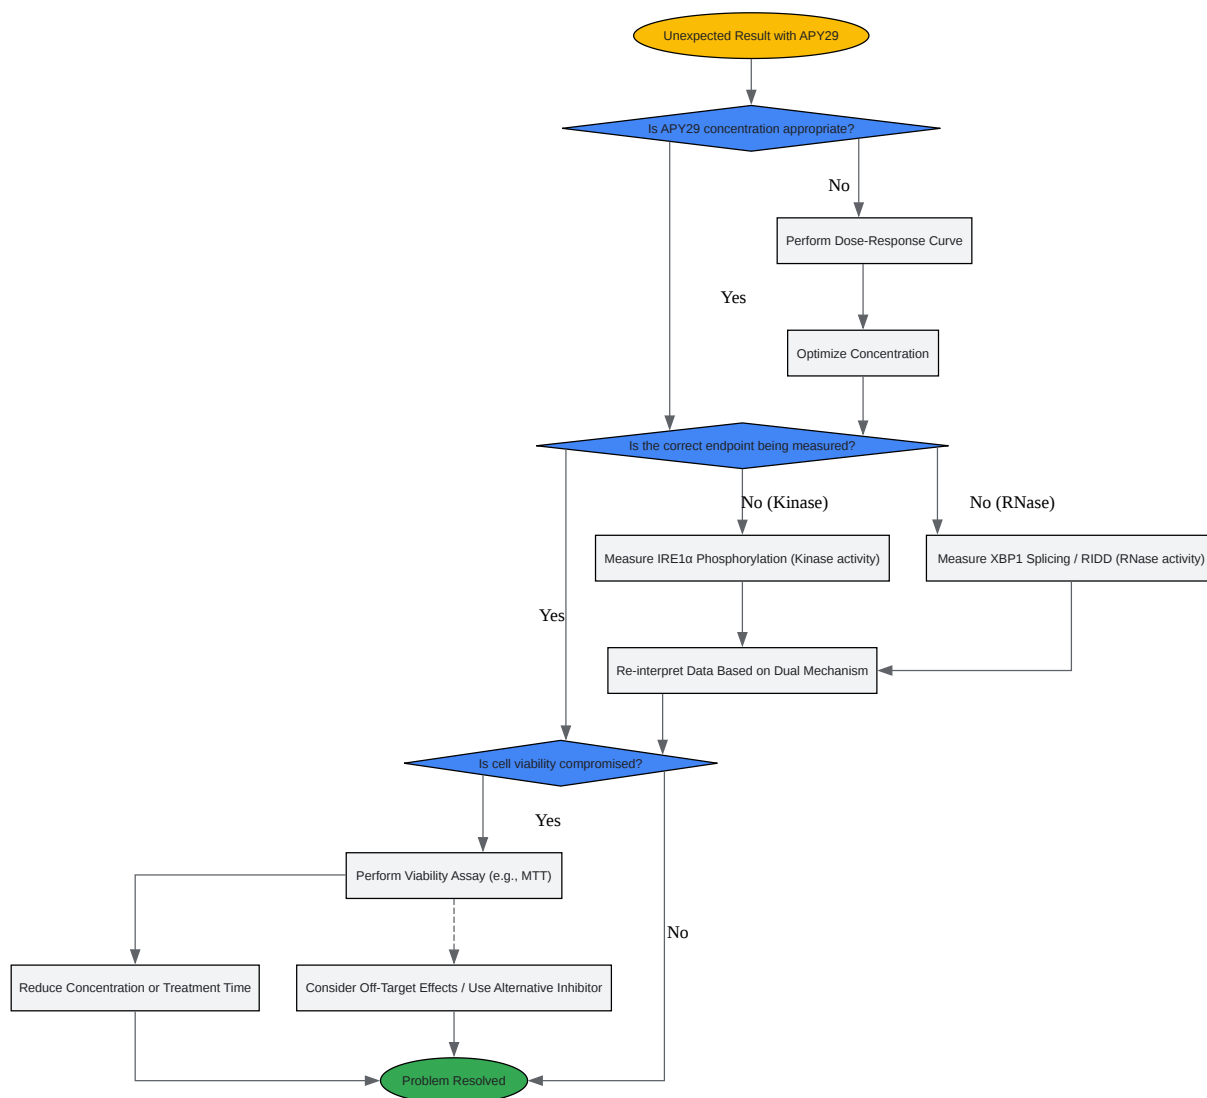 Unexpected Result with APY29
Is APY29 concentration appropriate?
No
Perform Dose-Response Curve
Yes
Optimize Concentration
Is the correct endpoint being measured?
No (Kinase)
No (RNase)
Measure IRE1α Phosphorylation (Kinase activity)
Measure XBP1 Splicing / RIDD (RNase activity)
Yes
Re-interpret Data Based on Dual Mechanism
Is cell viability compromised?
Yes
Perform Viability Assay (e.g., MTT)
No
Reduce Concentration or Treatment Time
Consider Off-Target Effects / Use Alternative Inhibitor
Problem Resolved